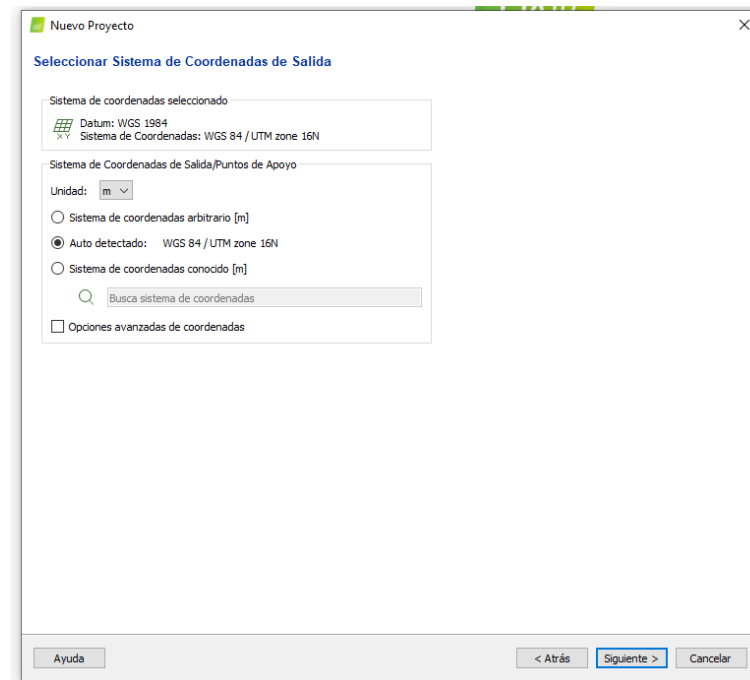 Nuevo Proyecto
Seleccionar Sistema de Coordenadas de Salida
Sistema de coordenadas seleccionado
Datum: WGS 1984
XY Sistema de Coordenadas: WGS 84 / UTM zone 16N
Sistema de Coordenadas de Salida/Puntos de Apoyo
Unidad: m
Sistema de coordenadas arbitrario [m]
Auto detectado: WGS 84 / UTM zone 16N
Sistema de coordenadas conocido [m]
Busca sistema de coordenadas
Opciones avanzadas de coordenadas
Ayuda < Atrás Siguiente > Cancelar